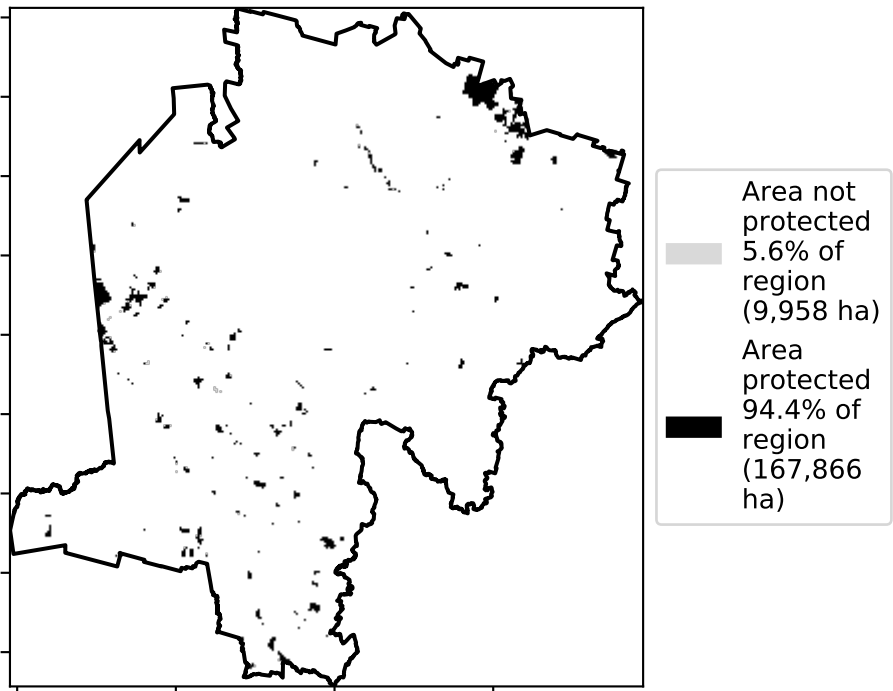 Area not
protected
5.6% of
region
(9,958 ha)
Area
protected
94.4% of
region
(167,866
ha)